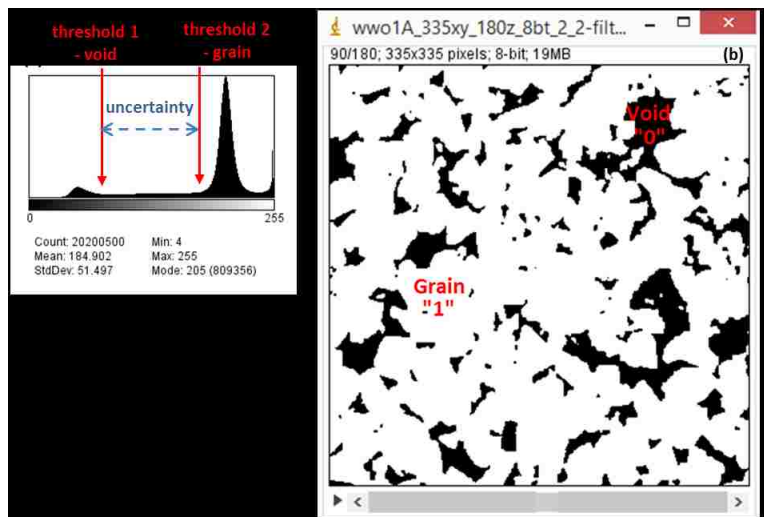 threshold 1
- void
threshold 2
- grain
uncertainty
0
255
Count: 20200500
Min: 4
Mean: 184.902
Max: 255
StdDev: 51.497
Mode: 205 (809356)
wwo1A_335xy_180z_8bt_2_2-filt...
90/180; 335x335 pixels; 8-bit; 19MB
(b)
Void
"0"
Grain
"1"